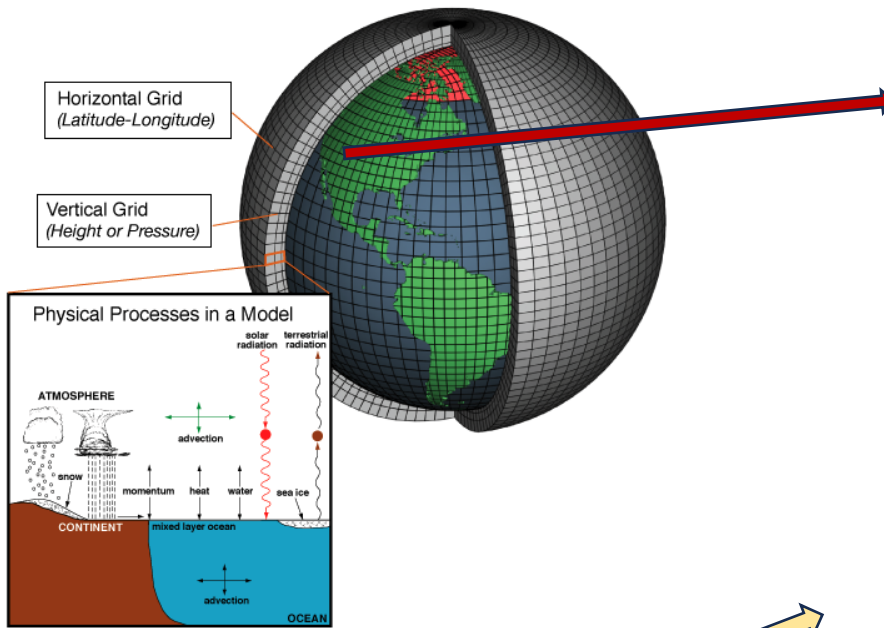 Horizontal Grid
(Latitude-Longitude)
Vertical Grid
(Height or Pressure)
Physical Processes in a Model
solar
radiation
terrestrial
radiation
ATMOSPHERE
advection
snow
momentum
heat
water
sea ice
CONTINENT
mixed layer ocean
advection
OCEAN